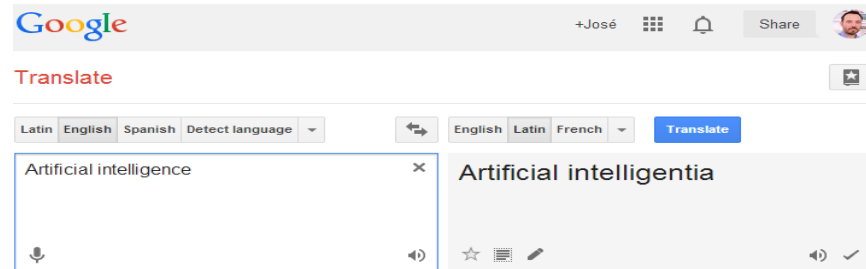 Google +José Share
Translate
Latin English Spanish Detect language English Latin French Translate
Artificial intelligence Artificial intelligentia